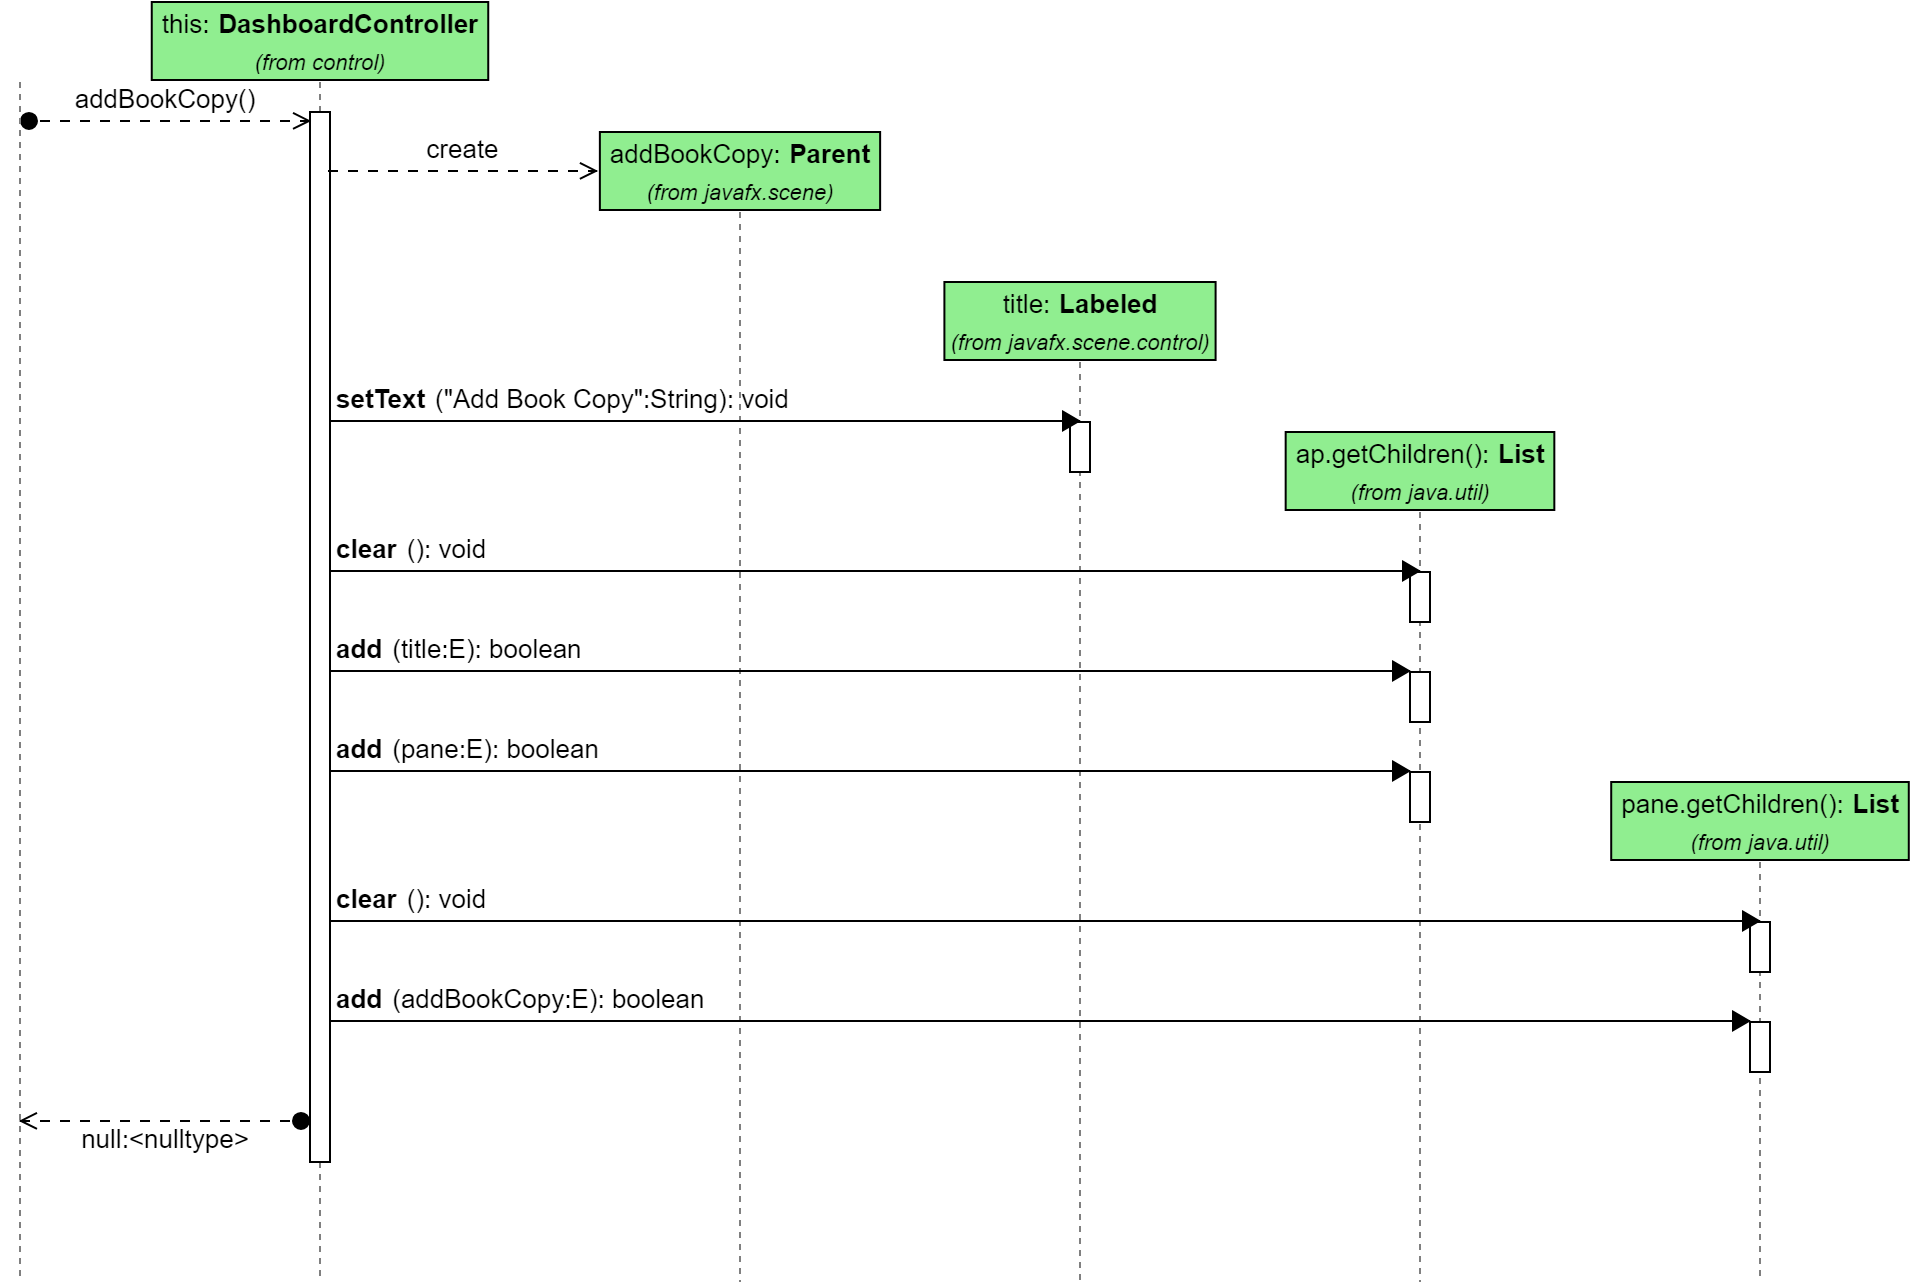 this: DashboardController
(from control)
addBookCopy()
create
addBookCopy: Parent
(from javafx.scene)
title: Labeled
(from javafx.scene.control)
setText ("Add Book Copy":String): void
ap.getChildren(): List
(from java.util)
clear (): void
add (title:E): boolean
add (pane:E): boolean
pane.getChildren(): List
(from java.util)
clear (): void
add (addBookCopy:E): boolean
null:<nulltype>